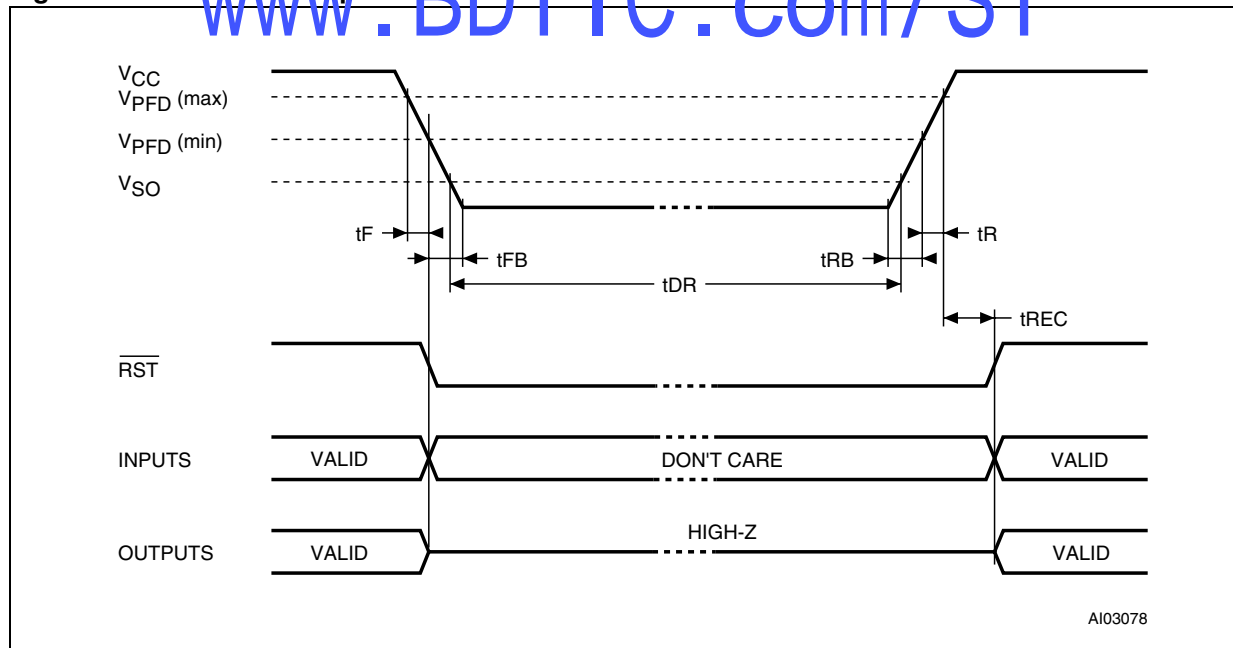 www.BDTIC.com/ST
VCC
VPFD (max)
VPFD (min)
VSO
tF
tFB
tDR
tRB
tR
tREC
RST
INPUTS
VALID
DON'T CARE
VALID
OUTPUTS
VALID
HIGH-Z
VALID
AI03078